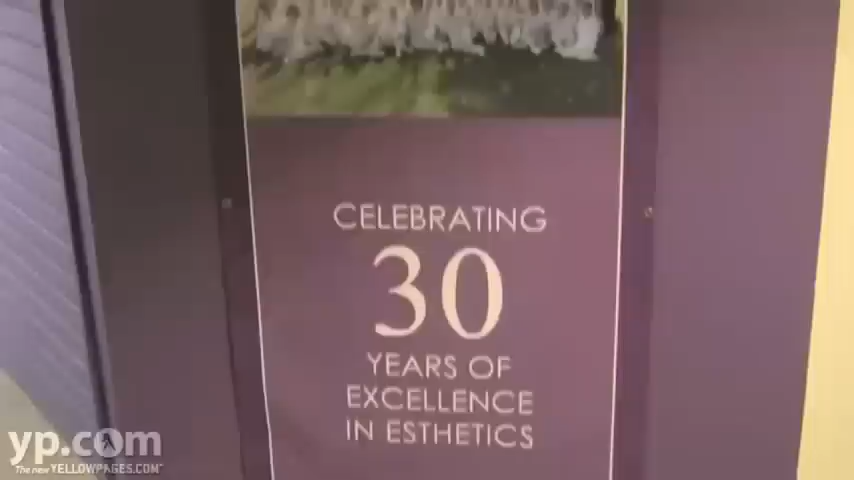 CELEBRATING
30
YEARS OF
EXCELLENCE
IN ESTHETICS
yp.com
The new YELLOWPAGES.COM